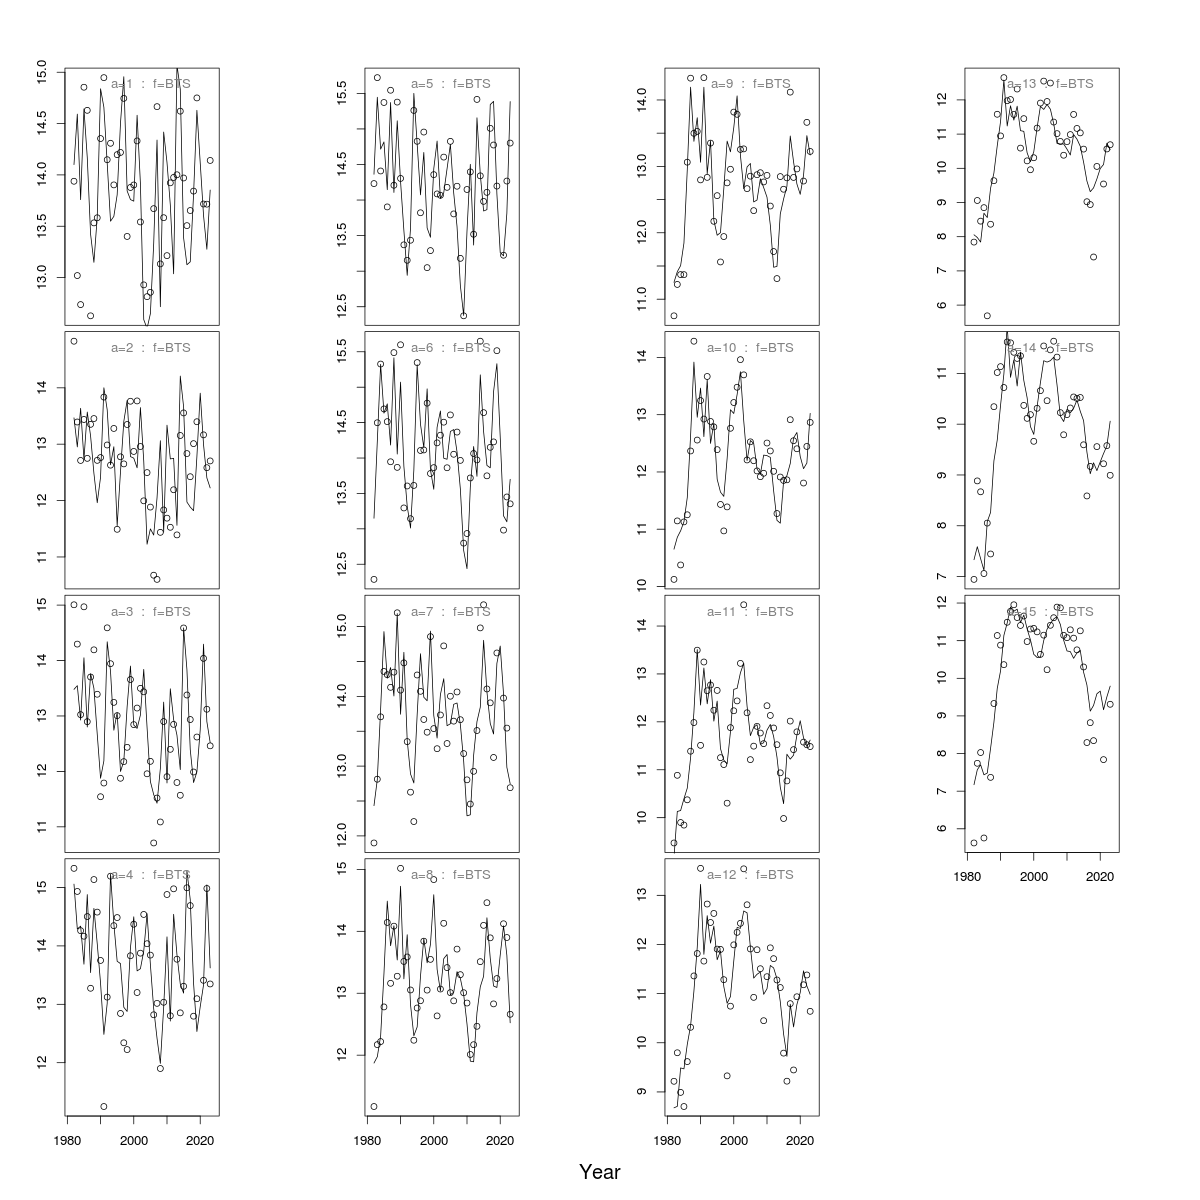 a=1 : f=BTS
13.0 13.5 14.0 14.5 15.0
a=2 : f=BTS
11 12 13 14
a=3 : f=BTS
11 12 13 14 15
a=4 : f=BTS
12 13 14 15
1980 2000 2020
a=5 : f=BTS
12.5 13.5 14.5 15.5
a=6 : f=BTS
12.5 13.5 14.5 15.5
a=7 : f=BTS
12.0 13.0 14.0 15.0
a=8 : f=BTS
12 13 14 15
1980 2000 2020
a=9 : f=BTS
11.0 12.0 13.0 14.0
a=10 : f=BTS
10 11 12 13 14
a=11 : f=BTS
10 11 12 13 14
a=12 : f=BTS
9 10 11 12 13
1980 2000 2020
a=13 : f=BTS
6 7 8 9 10 11 12
a=14 : f=BTS
7 8 9 10 11
a=15 : f=BTS
6 7 8 9 10 11 12
1980 2000 2020
Year